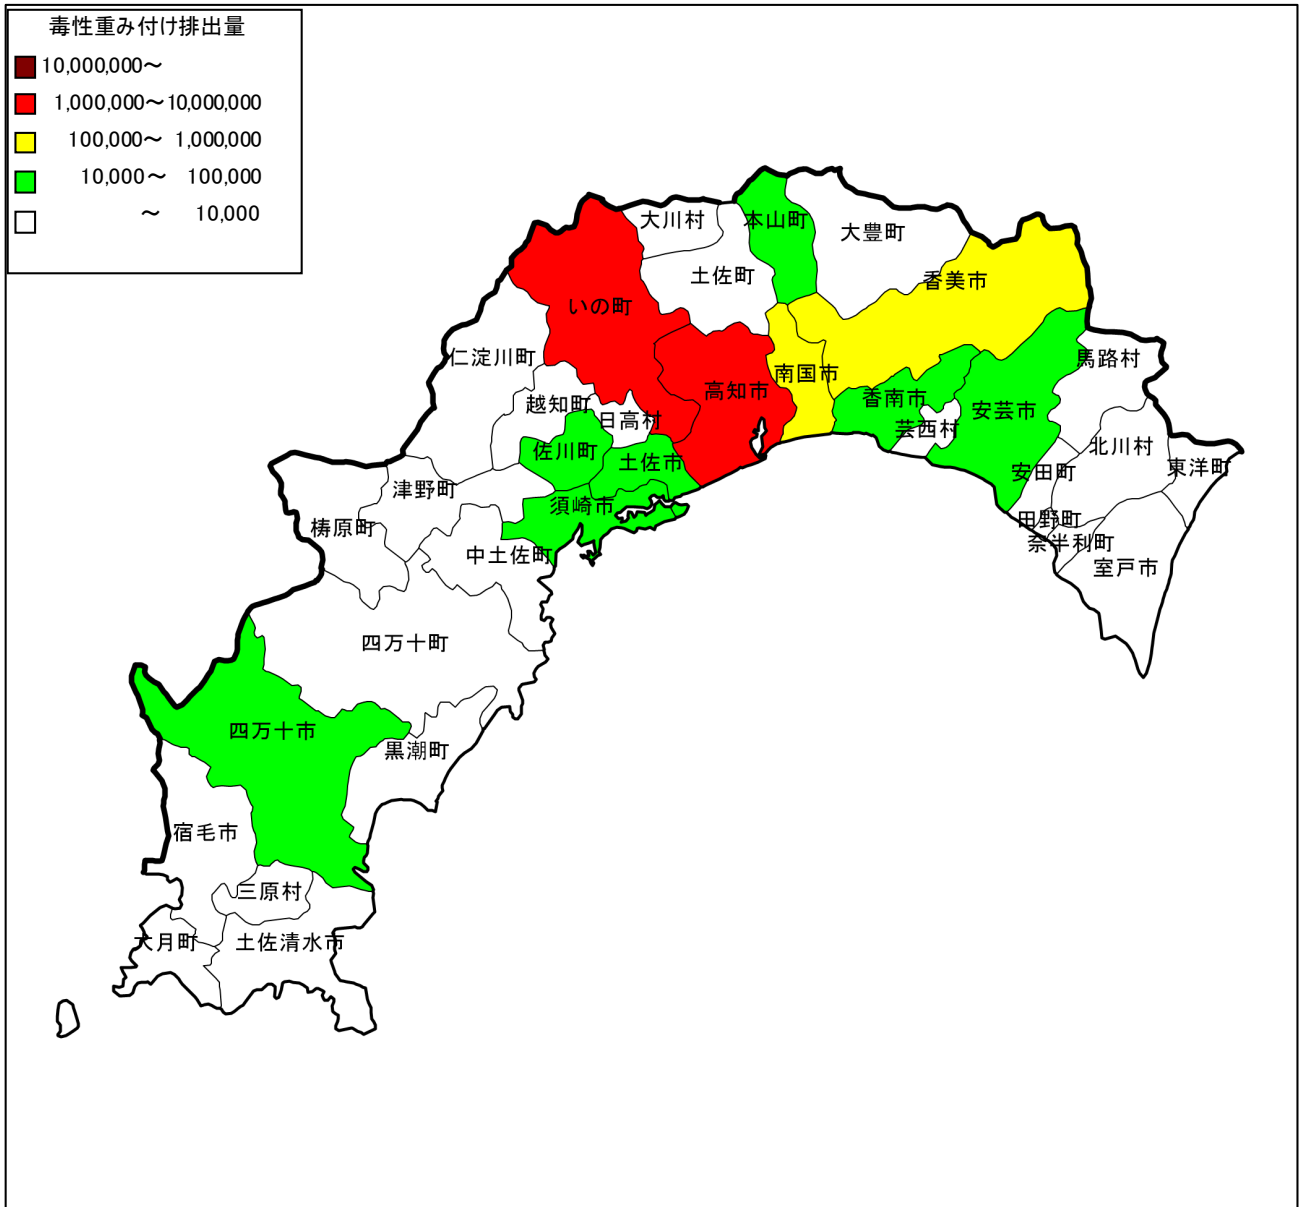 毒性重み付け排出量
10,000,000～
1,000,000～10,000,000
100,000～ 1,000,000
10,000～ 100,000
～ 10,000
大川村
本山町
大豊町
土佐町
香美市
いの町
仁淀川町
馬路村
南国市
高知市
香南市
越知町
安芸市
日高村
芸西村
北川村
佐川町
土佐市
東洋町
安田町
津野町
須崎市
田野町
梼原町
奈半利町
中土佐町
室戸市
四万十町
四万十市
黒潮町
宿毛市
三原村
大月町
土佐清水市